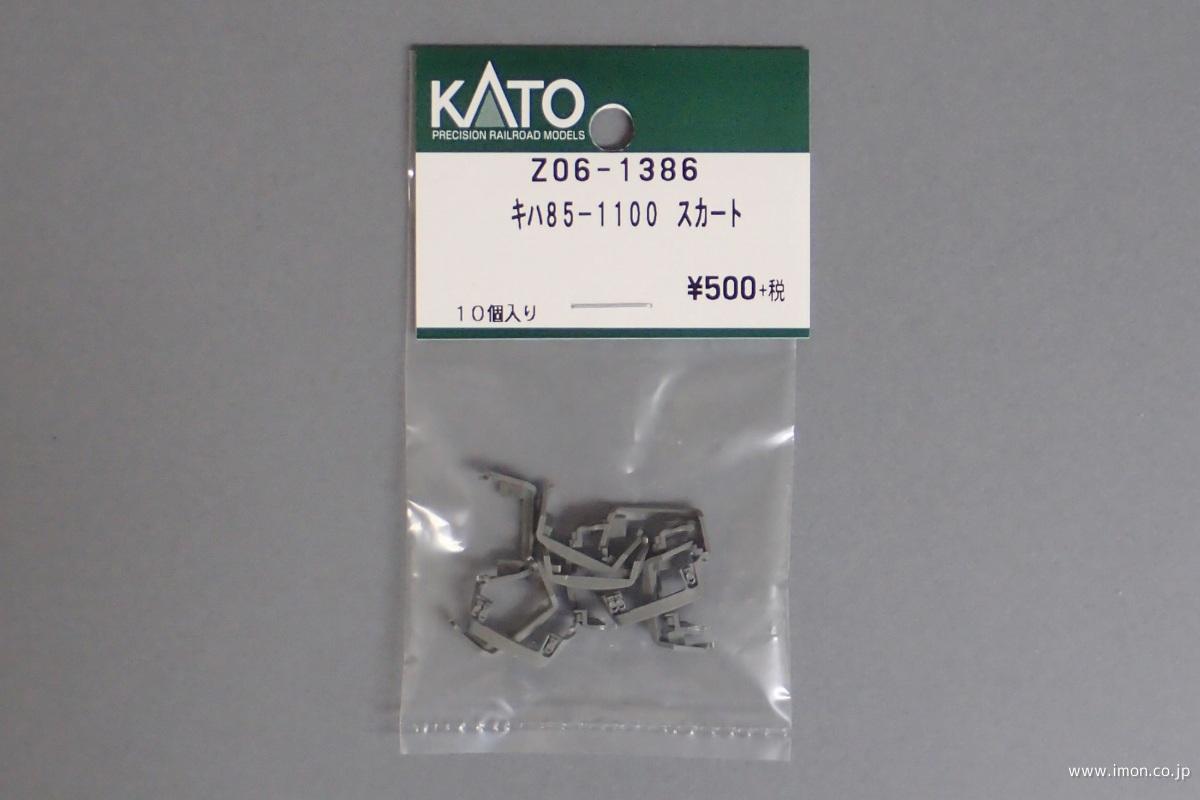 KATO
PRECISION RAILROAD MODELS
Z06-1386
キハ85-1100 スカート
¥500+税
10個入り
www.imon.co.jp